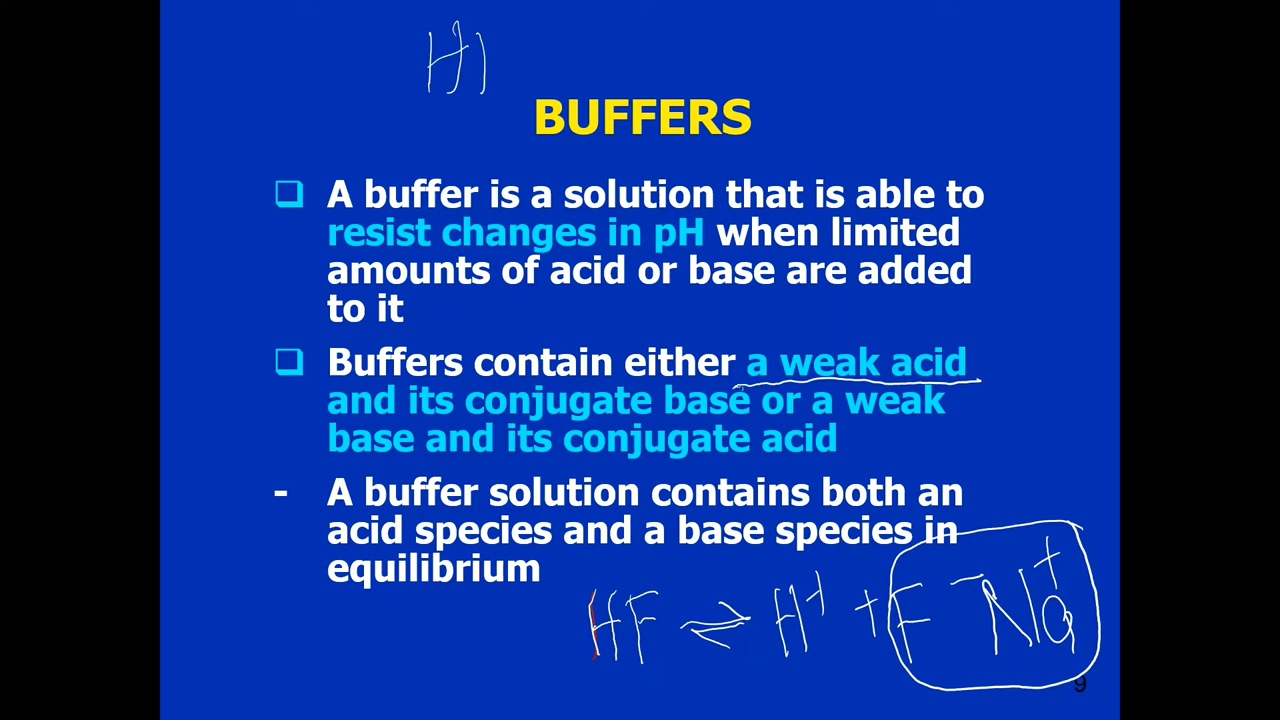 BUFFERS
❑ A buffer is a solution that is able to
resist changes in pH when limited
amounts of acid or base are added
to it
❑ Buffers contain either a weak acid
and its conjugate base or a weak
base and its conjugate acid
- A buffer solution contains both an
acid species and a base species in
equilibrium
HF ⇌ H+ + F- Na+
9